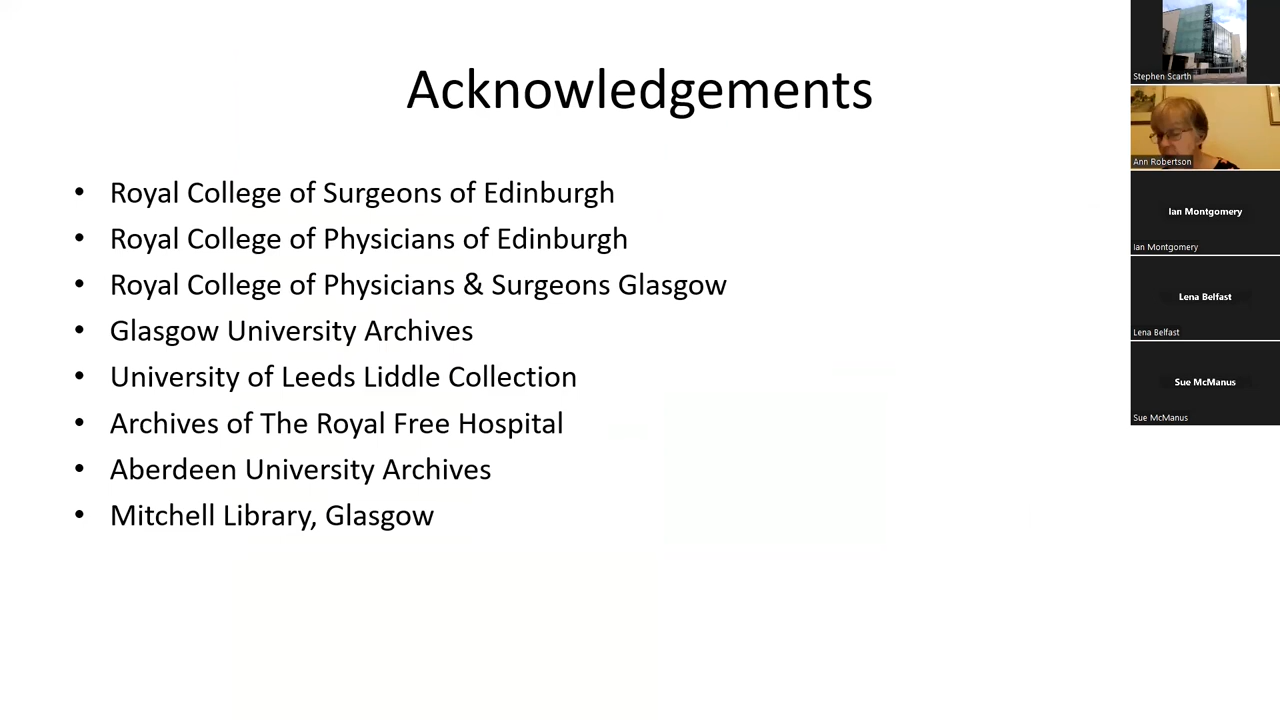 Acknowledgements
• Royal College of Surgeons of Edinburgh
• Royal College of Physicians of Edinburgh
• Royal College of Physicians & Surgeons Glasgow
• Glasgow University Archives
• University of Leeds Liddle Collection
• Archives of The Royal Free Hospital
• Aberdeen University Archives
• Mitchell Library, Glasgow
Stephen Scarth
Ann Robertson
Ian Montgomery
Ian Montgomery
Lena Belfast
Lena Belfast
Sue McManus
Sue McManus